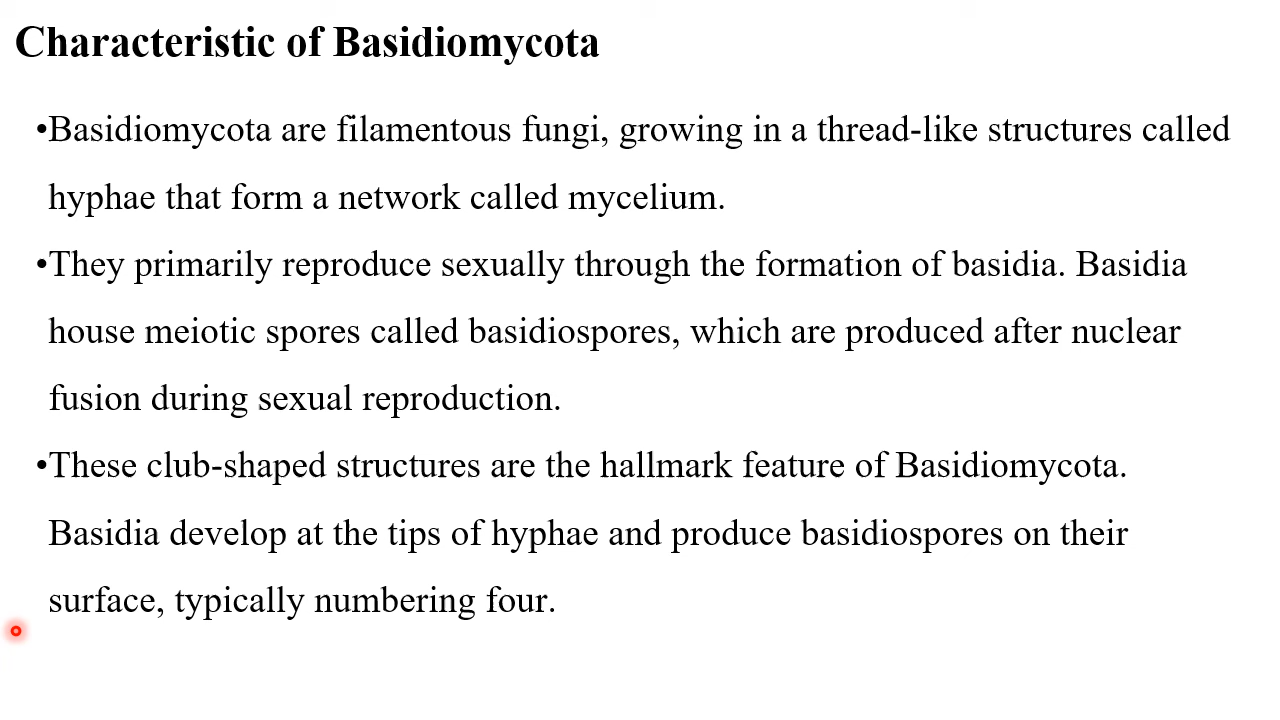 Characteristic of Basidiomycota
•Basidiomycota are filamentous fungi, growing in a thread-like structures called
hyphae that form a network called mycelium.
•They primarily reproduce sexually through the formation of basidia. Basidia
house meiotic spores called basidiospores, which are produced after nuclear
fusion during sexual reproduction.
•These club-shaped structures are the hallmark feature of Basidiomycota.
Basidia develop at the tips of hyphae and produce basidiospores on their
surface, typically numbering four.